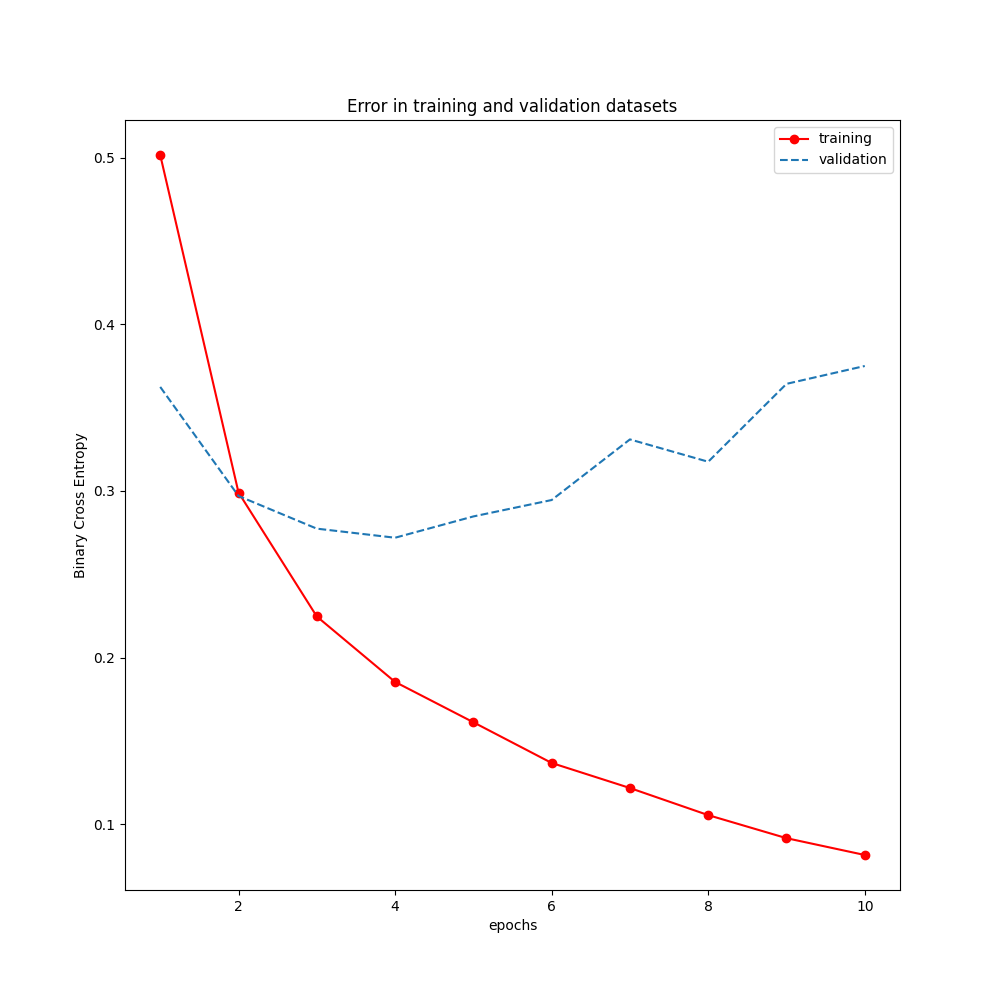 Error in training and validation datasets
training
validation
Binary Cross Entropy
0.5
0.4
0.3
0.2
0.1
2 4 6 8 10
epochs